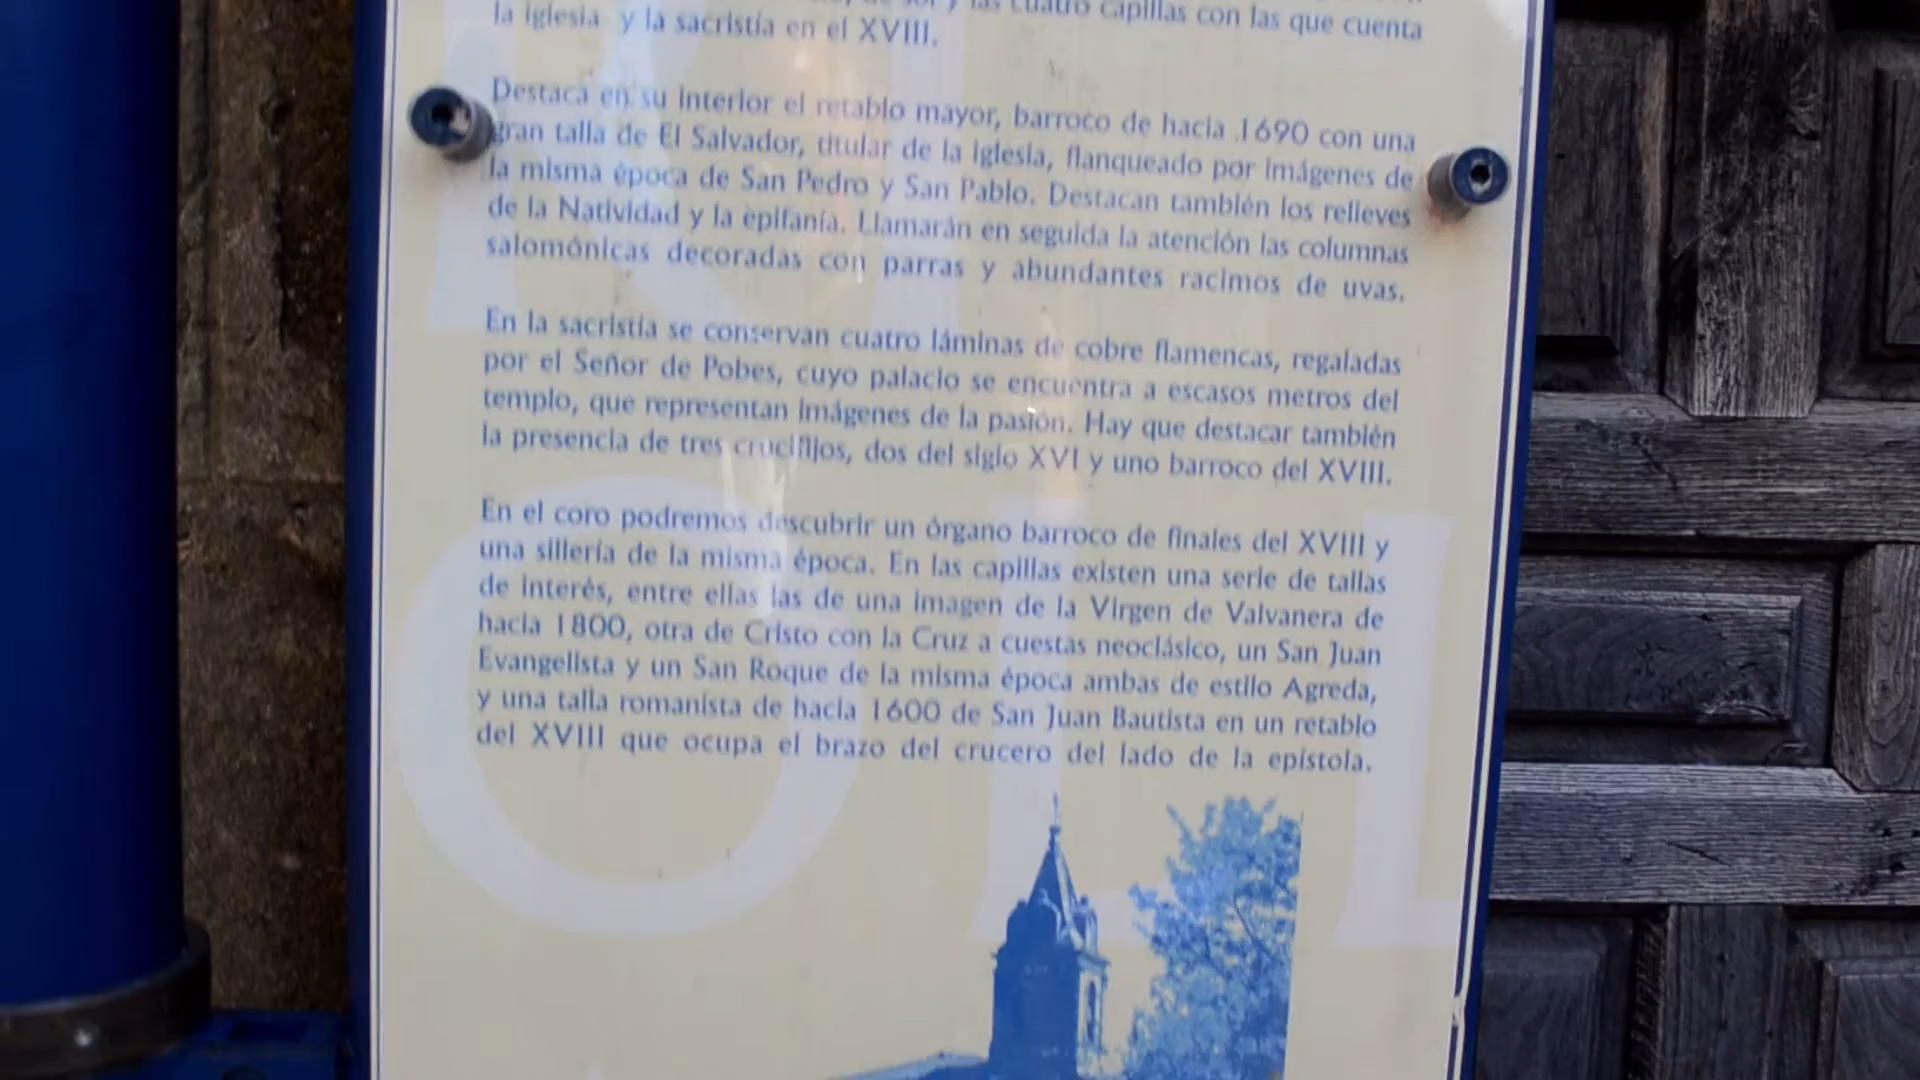 y las cuatro capillas con las que cuenta
la iglesia y la sacristía en el XVIII.
Destaca en su interior el retablo mayor, barroco de hacia 1690 con una
gran talla de El Salvador, titular de la iglesia, flanqueado por imágenes de
la misma época de San Pedro y San Pablo. Destacan también los relieves
de la Natividad y la epifanía. Llamarán en seguida la atención las columnas
salomónicas decoradas con parras y abundantes racimos de uvas.
En la sacristía se conservan cuatro láminas de cobre flamencas, regaladas
por el Señor de Pobes, cuyo palacio se encuentra a escasos metros del
templo, que representan imágenes de la pasión. Hay que destacar también
la presencia de tres crucifijos, dos del siglo XVI y uno barroco del XVIII.
En el coro podremos descubrir un órgano barroco de finales del XVIII y
una sillería de la misma época. En las capillas existen una serie de tallas
de interés, entre ellas las de una imagen de la Virgen de Valvanera de
hacia 1800, otra de Cristo con la Cruz a cuestas neoclásico, un San Juan
Evangelista y un San Roque de la misma época ambas de estilo Agreda,
y una talla romanista de hacia 1600 de San Juan Bautista en un retablo
del XVIII que ocupa el brazo del crucero del lado de la epístola.